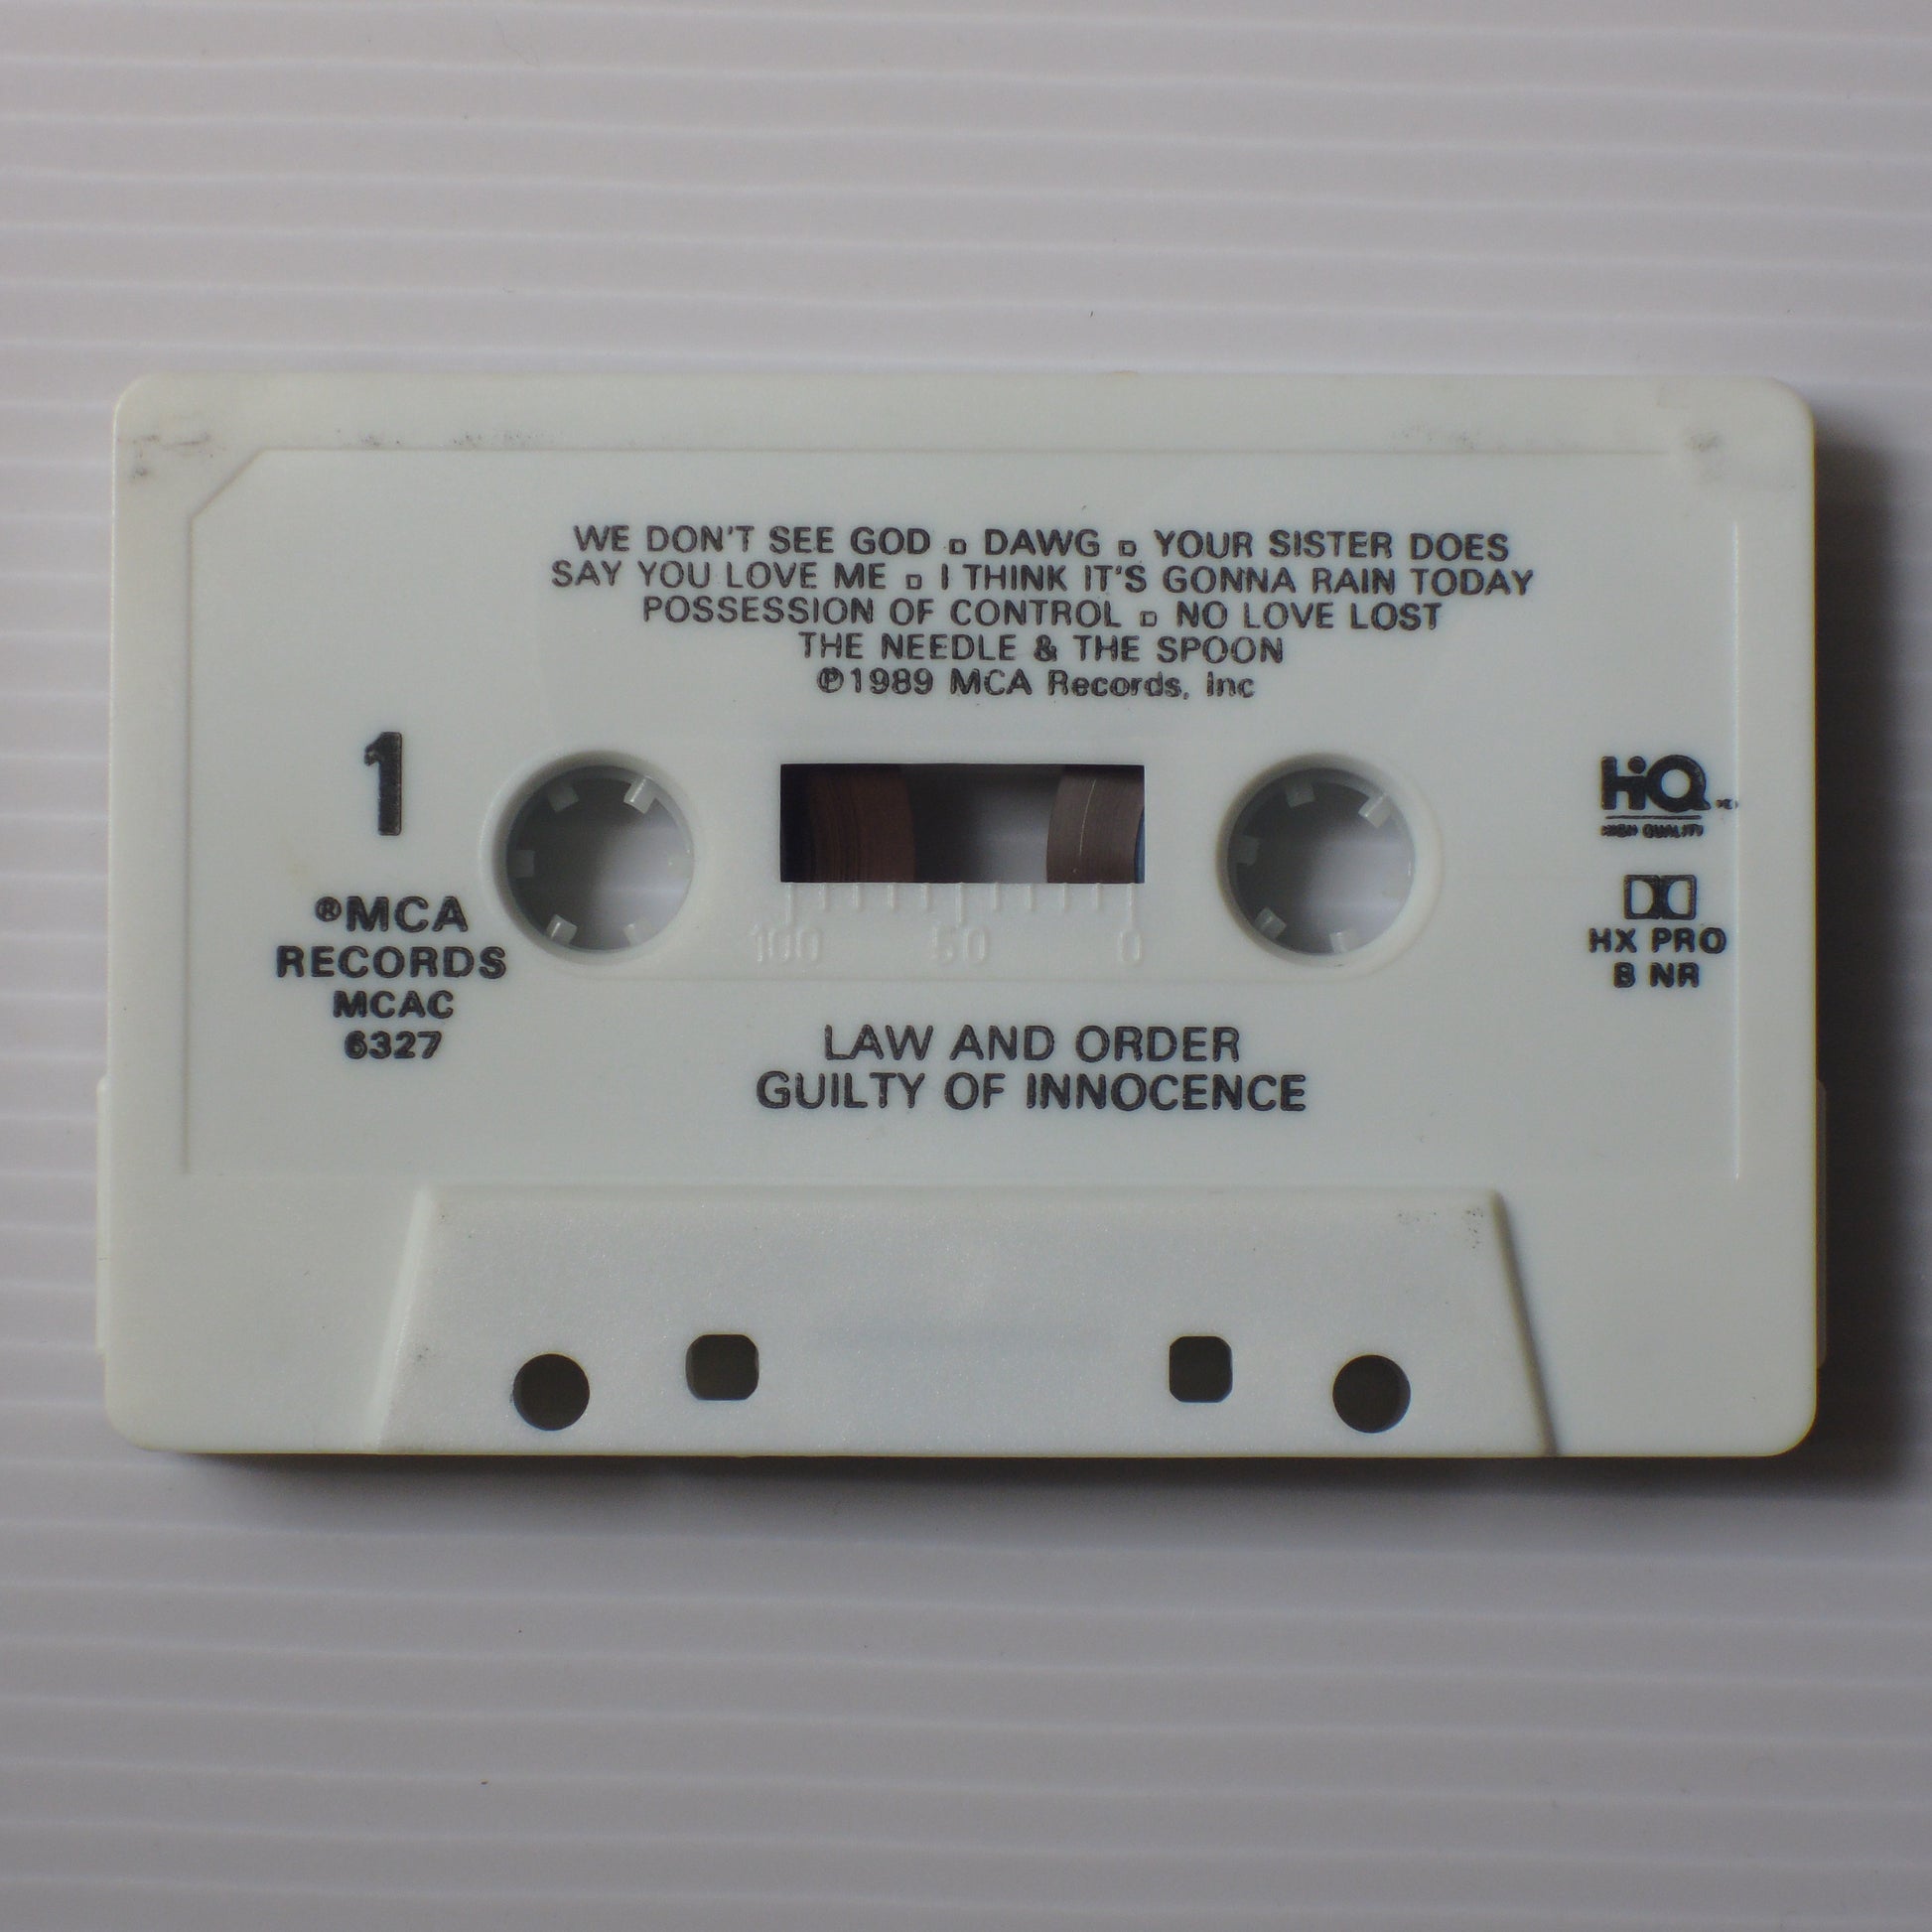 WE DON'T SEE GOD ▫ DAWG ▫ YOUR SISTER DOES
SAY YOU LOVE ME ▫ I THINK IT'S GONNA RAIN TODAY
POSSESSION OF CONTROL ▫ NO LOVE LOST
THE NEEDLE & THE SPOON
℗1989 MCA Records, Inc
1
®MCA
RECORDS
MCAC
6327
100 50 0
HiQ
HIGH QUALITY
HX PRO
B NR
LAW AND ORDER
GUILTY OF INNOCENCE